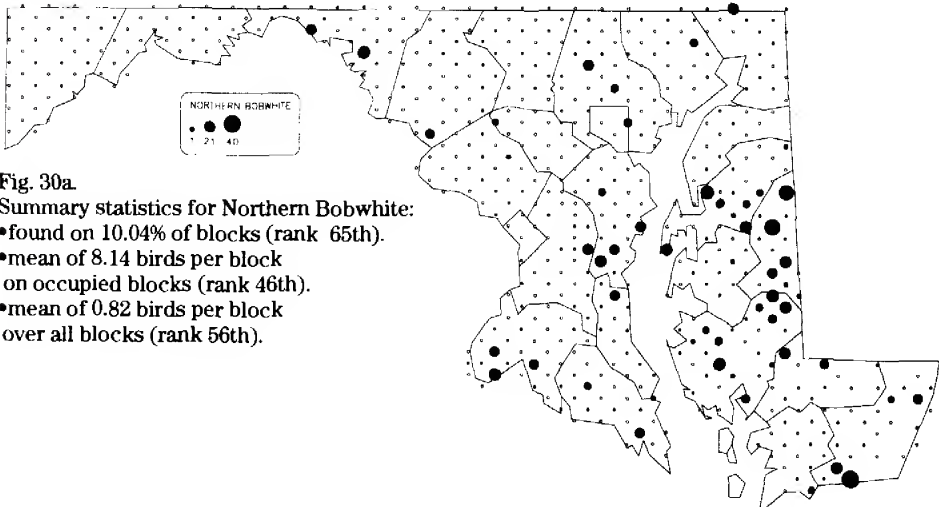 NORTHERN BOBWHITE
1 21 40
Fig. 30a.
Summary statistics for Northern Bobwhite:
•found on 10.04% of blocks (rank 65th).
•mean of 8.14 birds per block
on occupied blocks (rank 46th).
•mean of 0.82 birds per block
over all blocks (rank 56th).